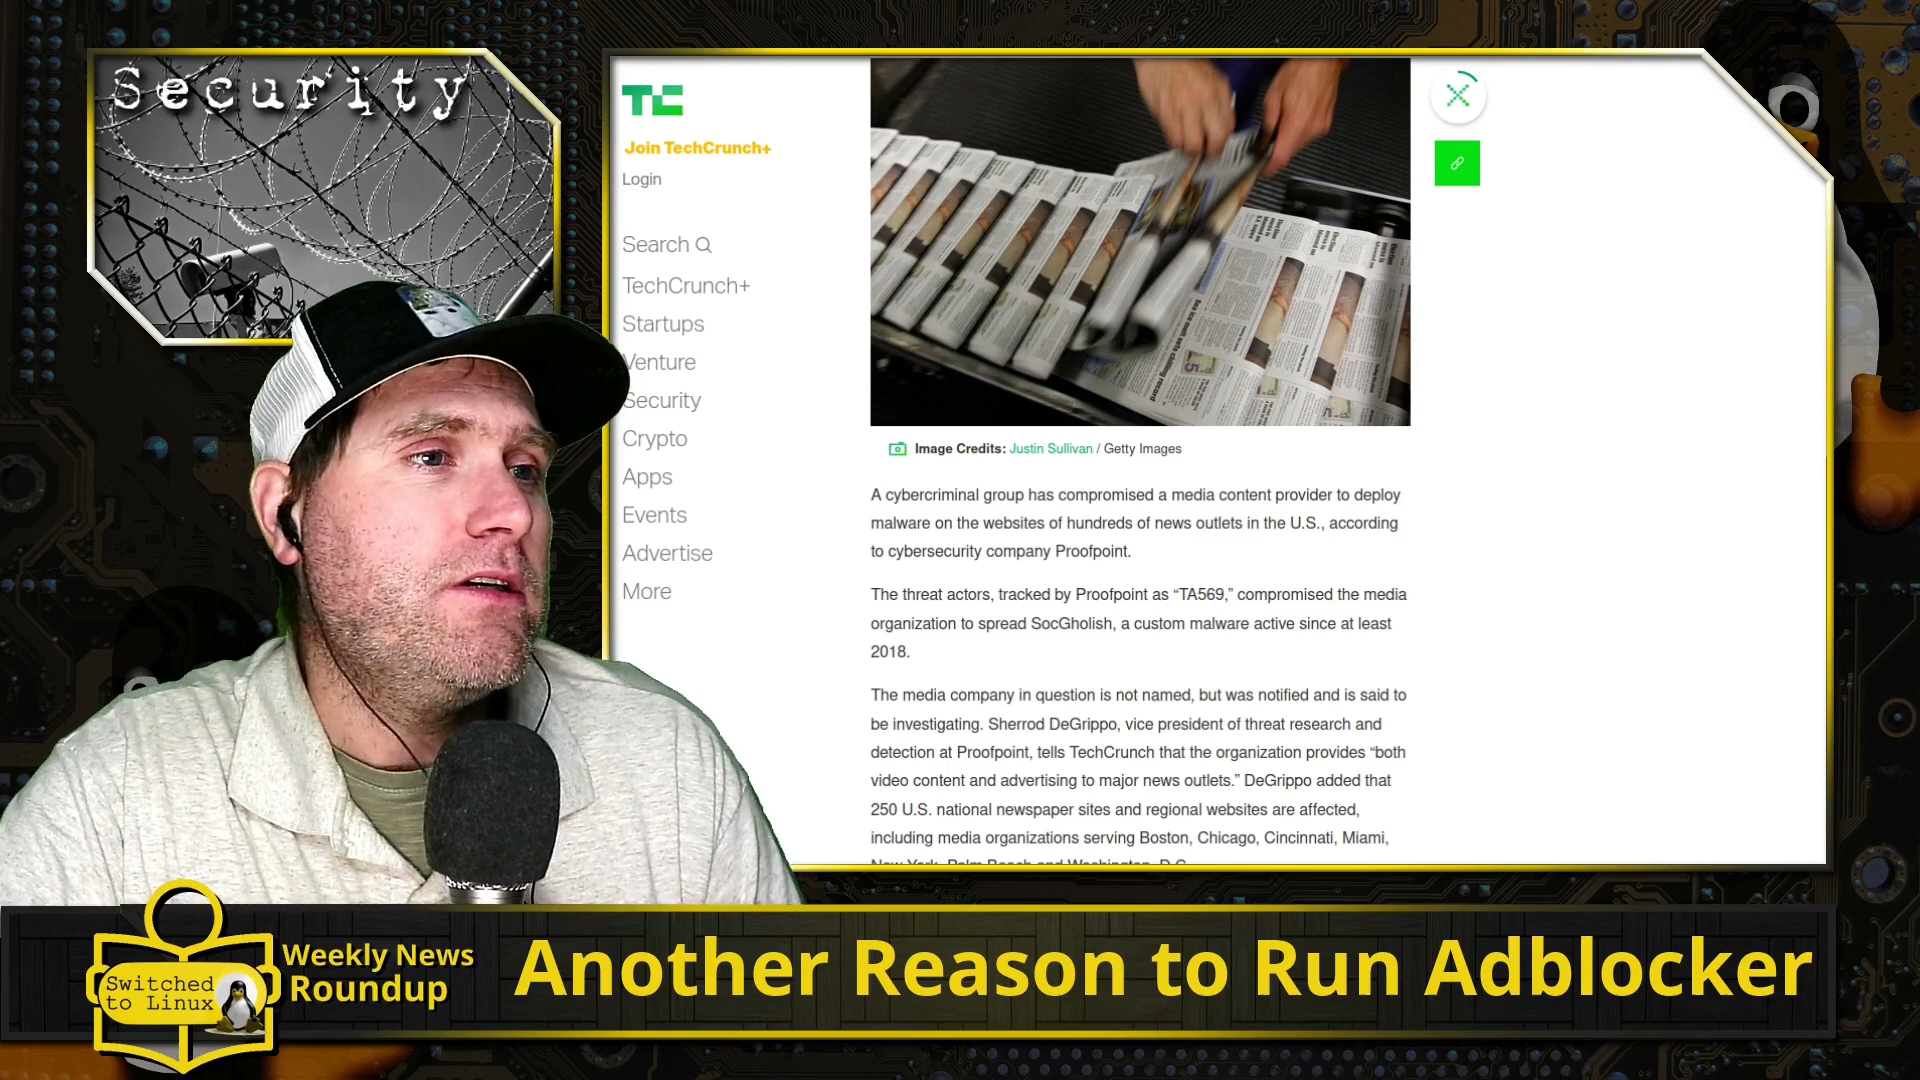 Security
TC
Join TechCrunch+
Login
Search
TechCrunch+
Startups
Venture
Security
Crypto
Apps
Events
Advertise
More
Image Credits: Justin Sullivan / Getty Images
A cybercriminal group has compromised a media content provider to deploy
malware on the websites of hundreds of news outlets in the U.S., according
to cybersecurity company Proofpoint.
The threat actors, tracked by Proofpoint as “TA569,” compromised the media
organization to spread SocGholish, a custom malware active since at least
2018.
The media company in question is not named, but was notified and is said to
be investigating. Sherrod DeGrippo, vice president of threat research and
detection at Proofpoint, tells TechCrunch that the organization provides “both
video content and advertising to major news outlets.” DeGrippo added that
250 U.S. national newspaper sites and regional websites are affected,
including media organizations serving Boston, Chicago, Cincinnati, Miami,
New York, Palm Beach and Washington, D.C.
Switched
to Linux
Weekly News
Roundup
Another Reason to Run Adblocker